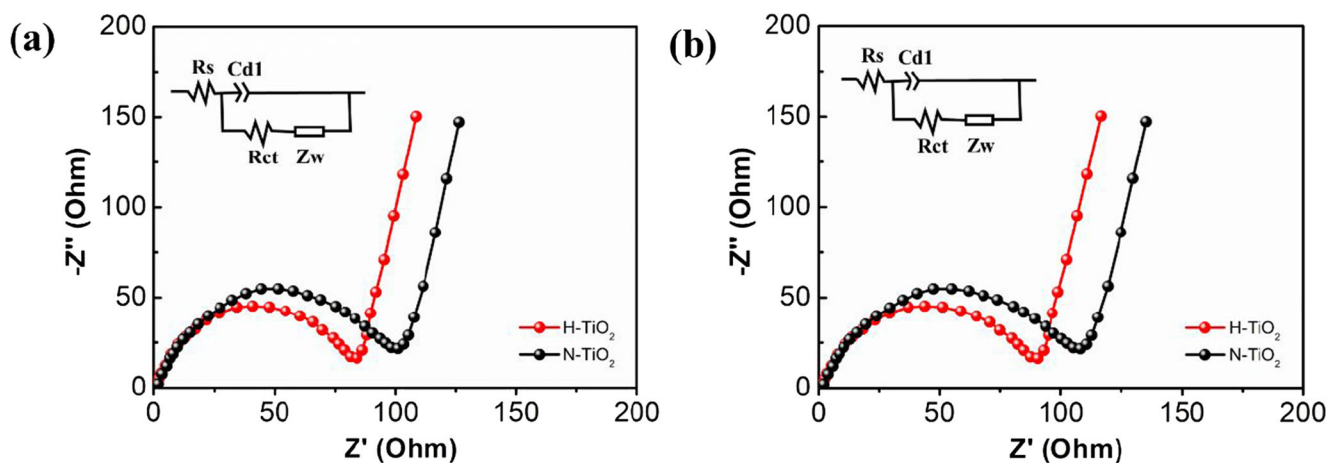 (a)
200
150
100
50
0
-Z" (Ohm)
Rs Cd1
Rct Zw
H-TiO₂
N-TiO₂
0 50 100 150 200
Z' (Ohm)
(b)
200
150
100
50
0
-Z" (Ohm)
Rs Cd1
Rct Zw
H-TiO₂
N-TiO₂
0 50 100 150 200
Z' (Ohm)